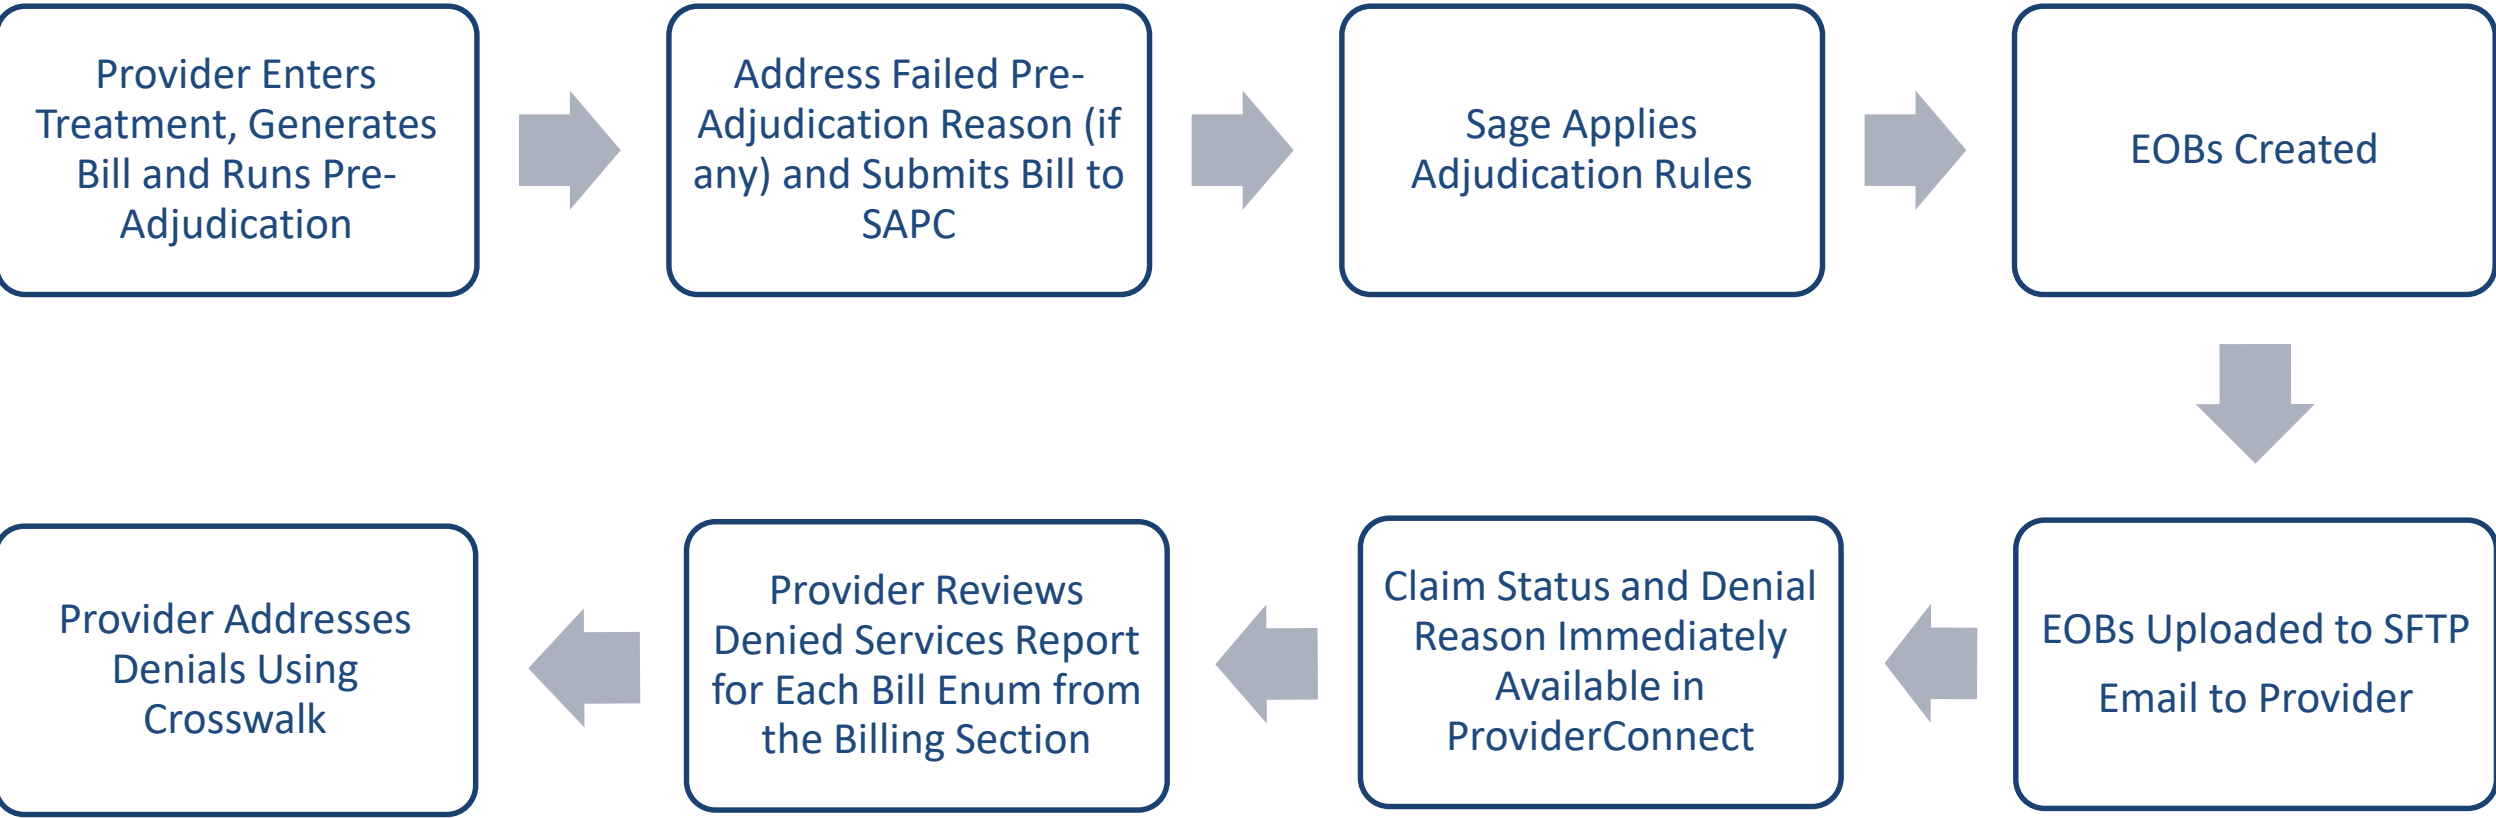 Provider Enters
Treatment, Generates
Bill and Runs Pre-
Adjudication
Address Failed Pre-
Adjudication Reason (if
any) and Submits Bill to
SAPC
Sage Applies
Adjudication Rules
EOBs Created
EOBs Uploaded to SFTP
Email to Provider
Claim Status and Denial
Reason Immediately
Available in
ProviderConnect
Provider Reviews
Denied Services Report
for Each Bill Enum from
the Billing Section
Provider Addresses
Denials Using
Crosswalk